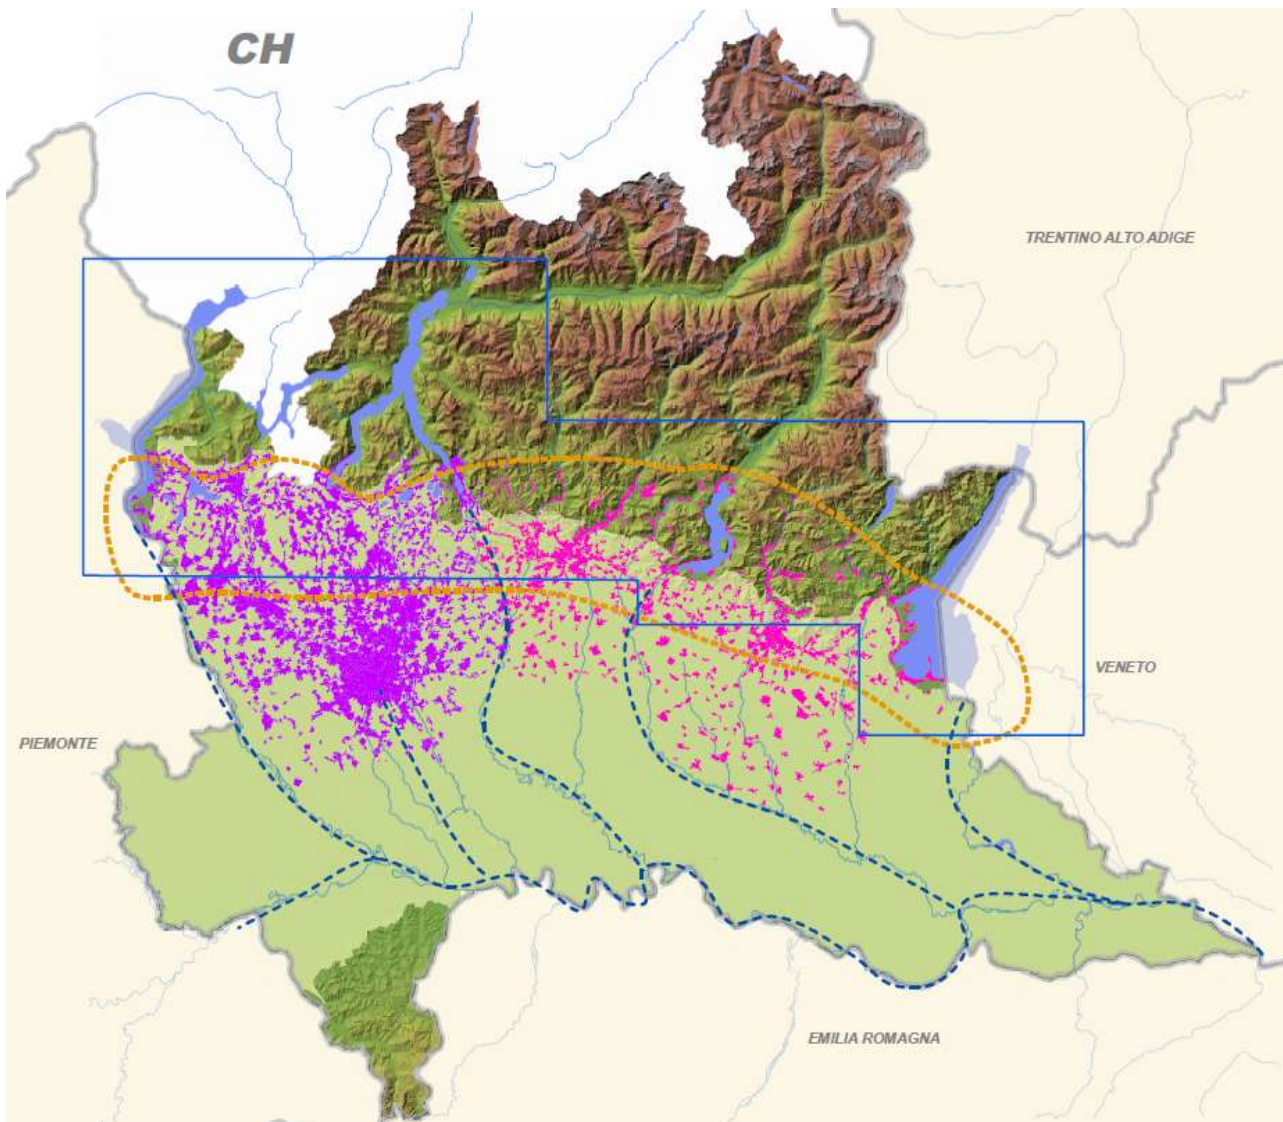 CH
TRENTINO ALTO ADIGE
VENETO
PIEMONTE
EMILIA ROMAGNA